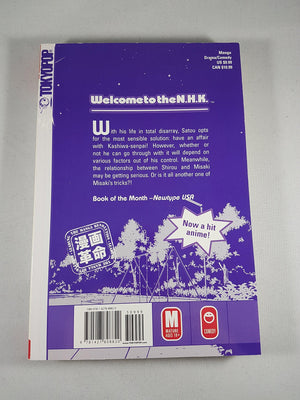 TOKYOPOP
Manga
Drama/Comedy
US $9.99
CAN $10.99
Welcome to the N.H.K.
With his life in total disarray, Satou opts
for the most sensible solution: have an affair
with Kashiwa-senpai! However, whether or
not he can go through with it will depend on
various factors out of his control. Meanwhile,
the relationship between Shirou and Misaki
may be getting serious. Or is it all another one of
Misaki's tricks?!
Book of the Month –Newtype USA
Now a hit
anime!
漫画
革命
M
MATURE
AGES 18+
COMEDY